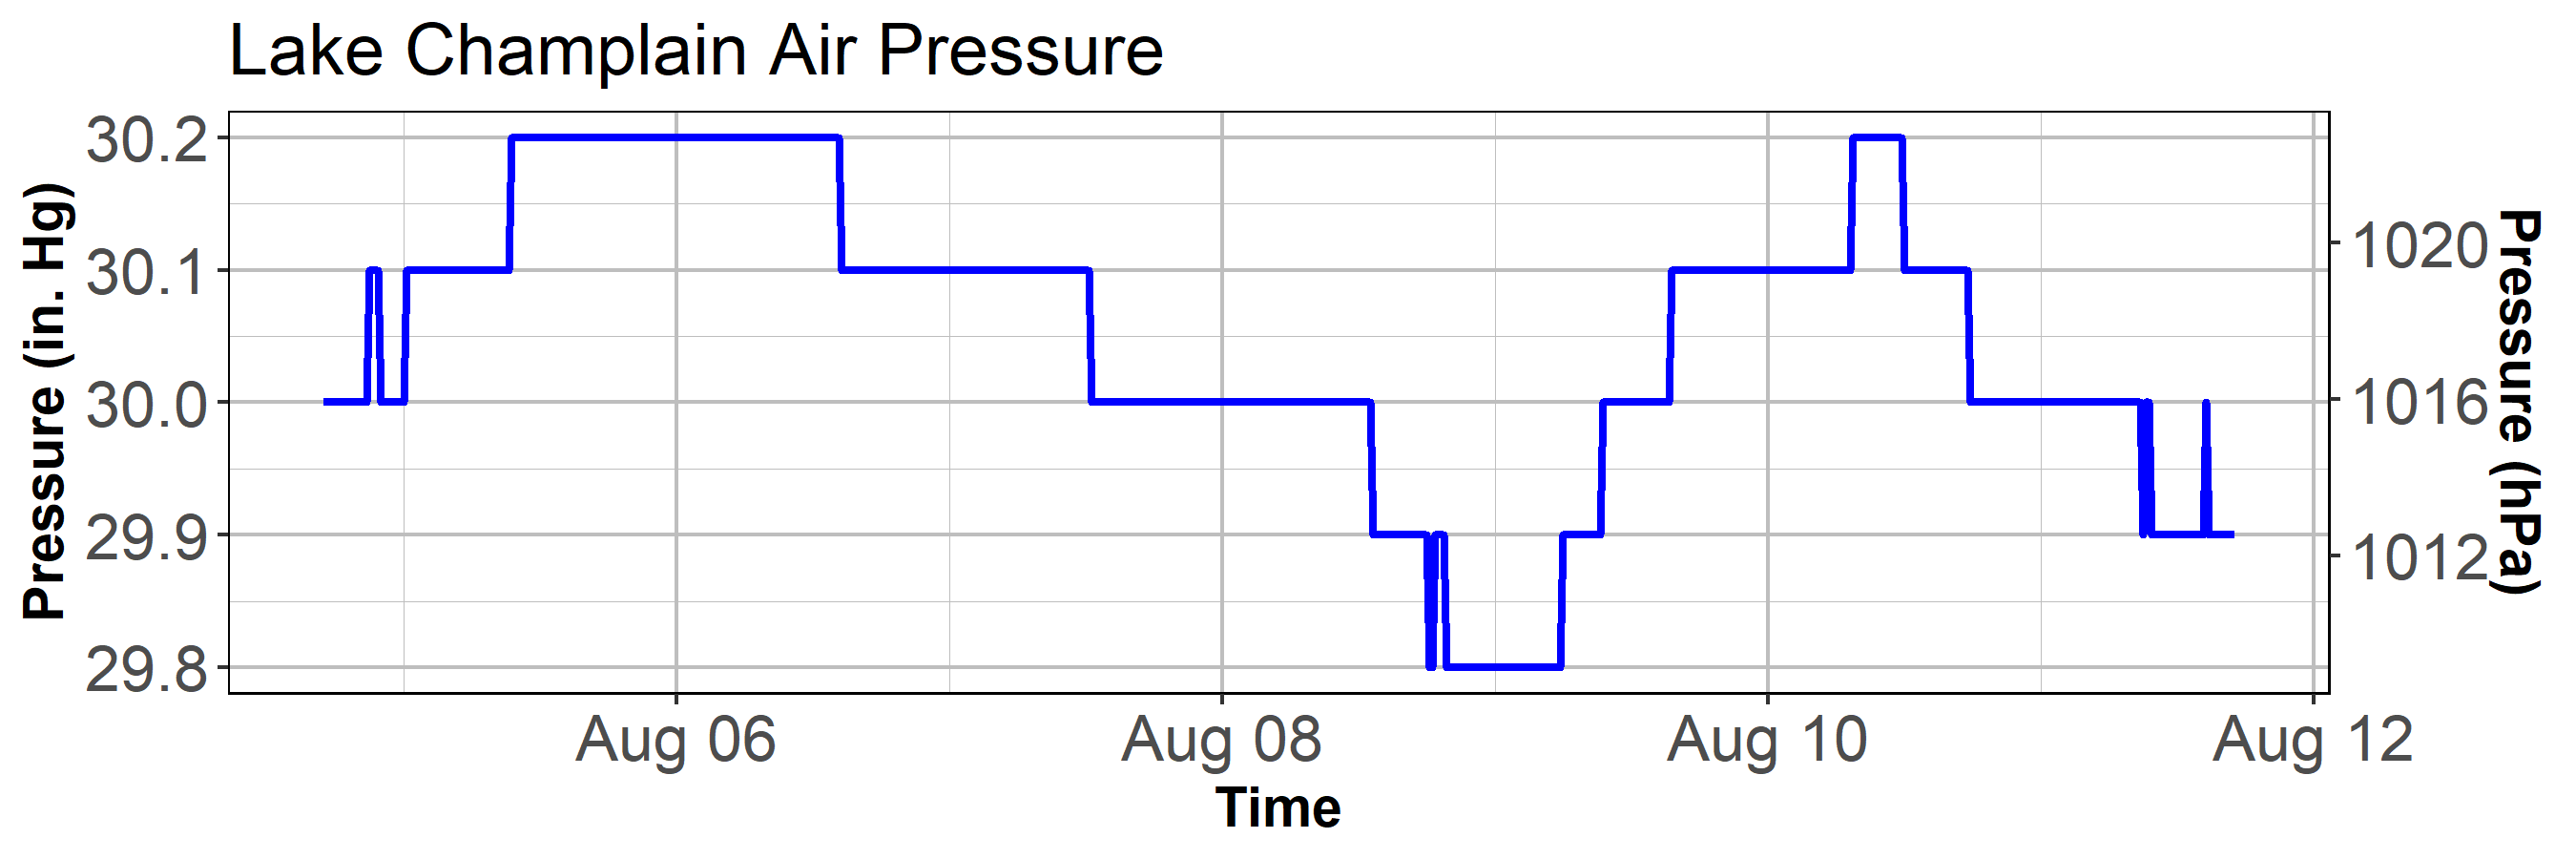 Lake Champlain Air Pressure
Pressure (in. Hg)
30.2
30.1
30.0
29.9
29.8
1020
1016
1012
Pressure (hPa)
Aug 06 Aug 08 Aug 10 Aug 12
Time